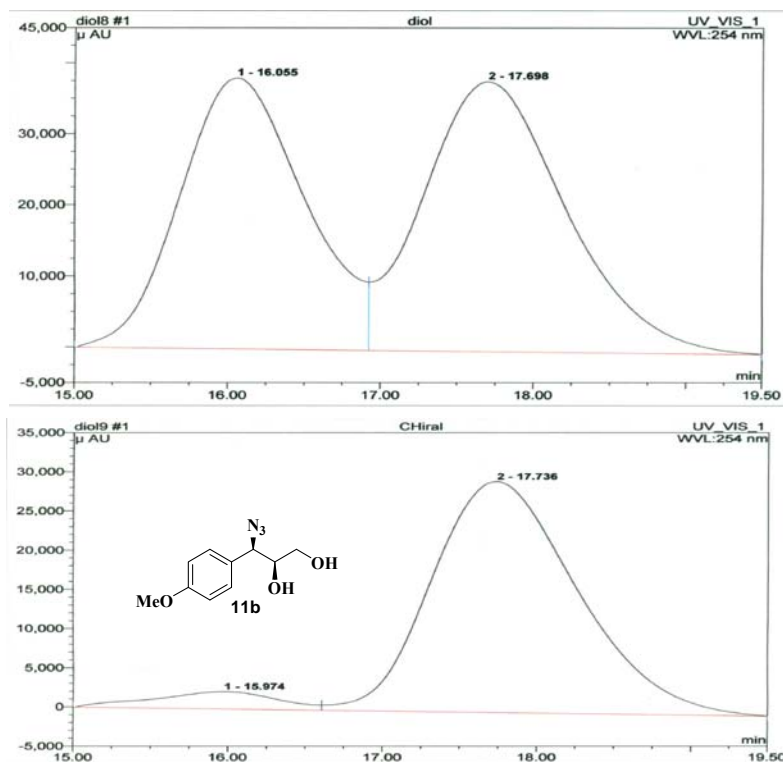 diol8 #1 diol UV_VIS_1
µ AU WVL:254 nm
45,000
1 - 16.055
2 - 17.698
30,000
20,000
10,000
-5,000
min
15.00 16.00 17.00 18.00 19.50
diol9 #1 CHiral UV_VIS_1
µ AU WVL:254 nm
35,000
30,000
2 - 17.736
25,000
20,000
15,000
10,000
5,000
0
-5,000
N3
OH
OH
MeO
11b
1 - 15.974
min
15.00 16.00 17.00 18.00 19.50